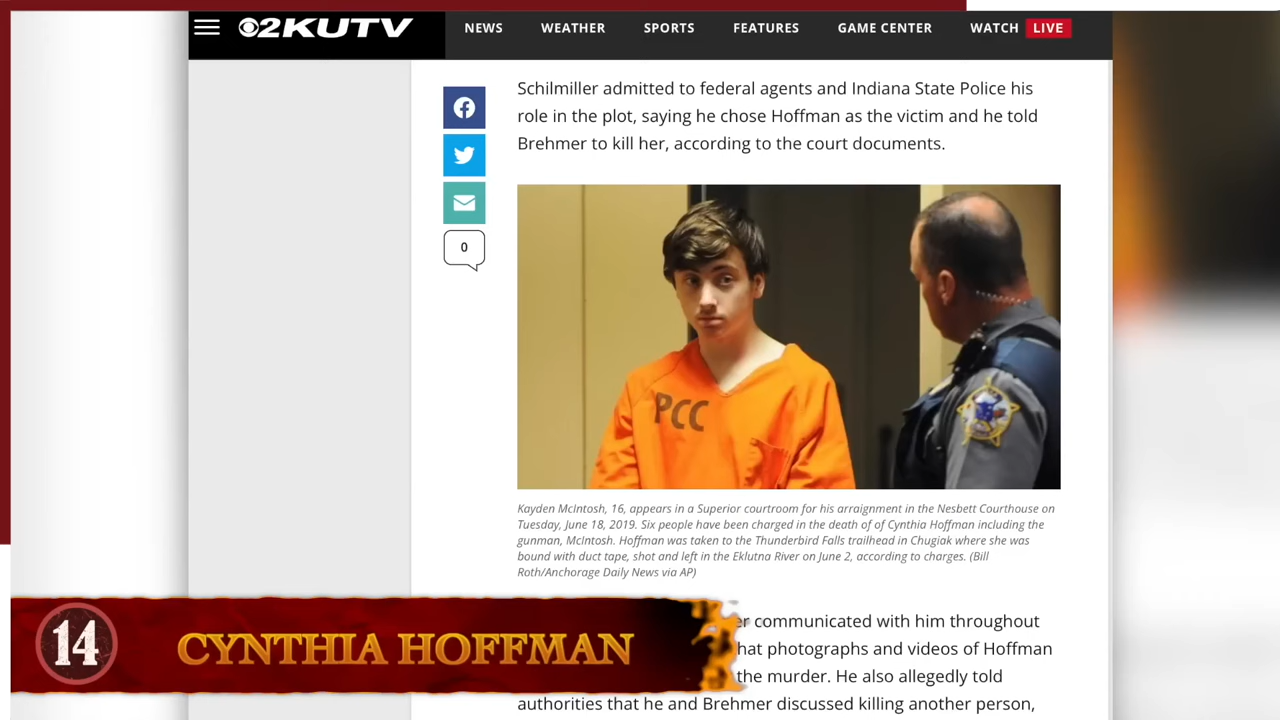 2KUTV
NEWS
WEATHER
SPORTS
FEATURES
GAME CENTER
WATCH LIVE
Schilmiller admitted to federal agents and Indiana State Police his
role in the plot, saying he chose Hoffman as the victim and he told
Brehmer to kill her, according to the court documents.
0
PCC
Kayden McIntosh, 16, appears in a Superior courtroom for his arraignment in the Nesbett Courthouse on
Tuesday, June 18, 2019. Six people have been charged in the death of of Cynthia Hoffman including the
gunman, McIntosh. Hoffman was taken to the Thunderbird Falls trailhead in Chugiak where she was
bound with duct tape, shot and left in the Eklutna River on June 2, according to charges. (Bill
Roth/Anchorage Daily News via AP)
communicated with him throughout
photographs and videos of Hoffman
the murder. He also allegedly told
authorities that he and Brehmer discussed killing another person,
14
CYNTHIA HOFFMAN